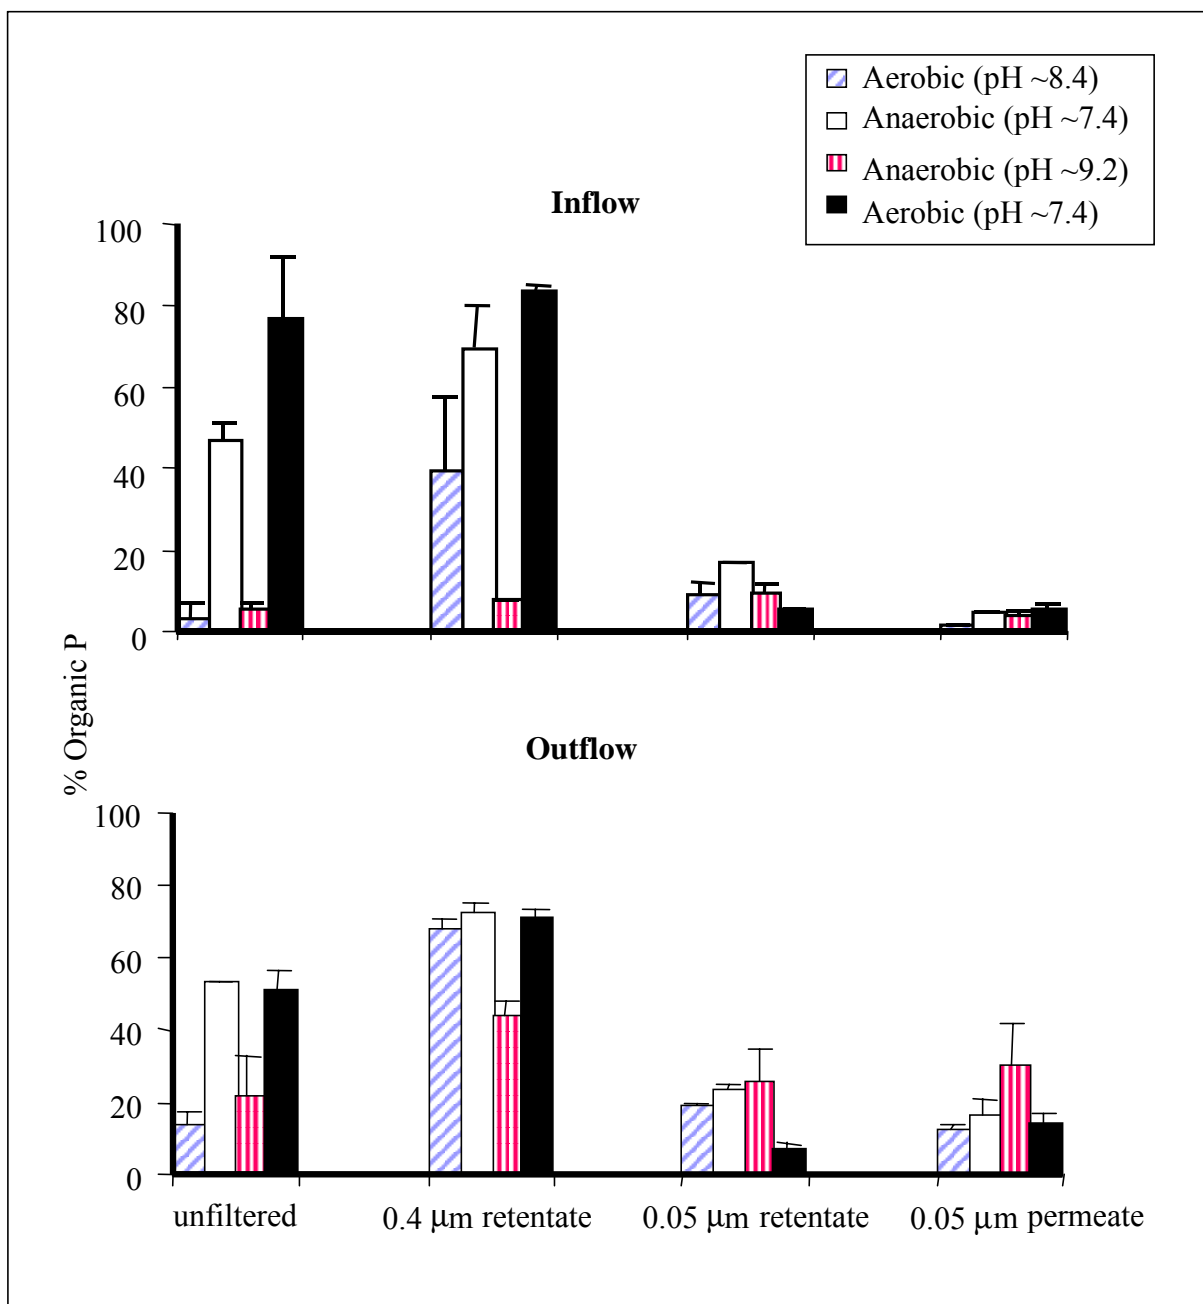 Aerobic (pH ~8.4)
Anaerobic (pH ~7.4)
Anaerobic (pH ~9.2)
Aerobic (pH ~7.4)
Inflow
100
80
60
40
20
0
% Organic P
Outflow
100
80
60
40
20
0
unfiltered
0.4 μm retentate
0.05 μm retentate
0.05 μm permeate